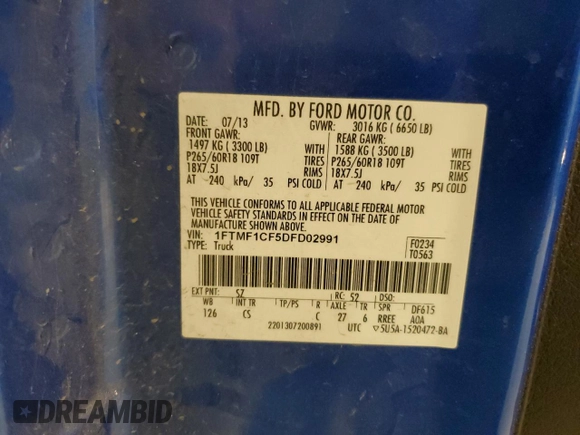 MFD. BY FORD MOTOR CO.
DATE: 07/13 GVWR: 3016 KG ( 6650 LB)
FRONT GAWR: REAR GAWR:
1497 KG ( 3300 LB) 1588 KG ( 3500 LB)
P265/60R18 109T TIRES P265/60R18 109T TIRES
18X7.5J RIMS 18X7.5J RIMS
AT 240 kPa/ 35 PSI COLD AT 240 kPa/ 35 PSI COLD
THIS VEHICLE CONFORMS TO ALL APPLICABLE FEDERAL MOTOR
VEHICLE SAFETY STANDARDS IN EFFECT ON THE DATE OF
MANUFACTURE SHOWN ABOVE.
VIN: 1FTMF1CF5DFD02991 F0234
TYPE: Truck T0563
EXT PNT: S7 RC: 52 DSO:
WB INT TR TP/PS R AXLE TR SPR DF615
126 CS C 27 6 RREE AOA
2201307200891 UTC 5U5A-1520472-BA
DREAMBID